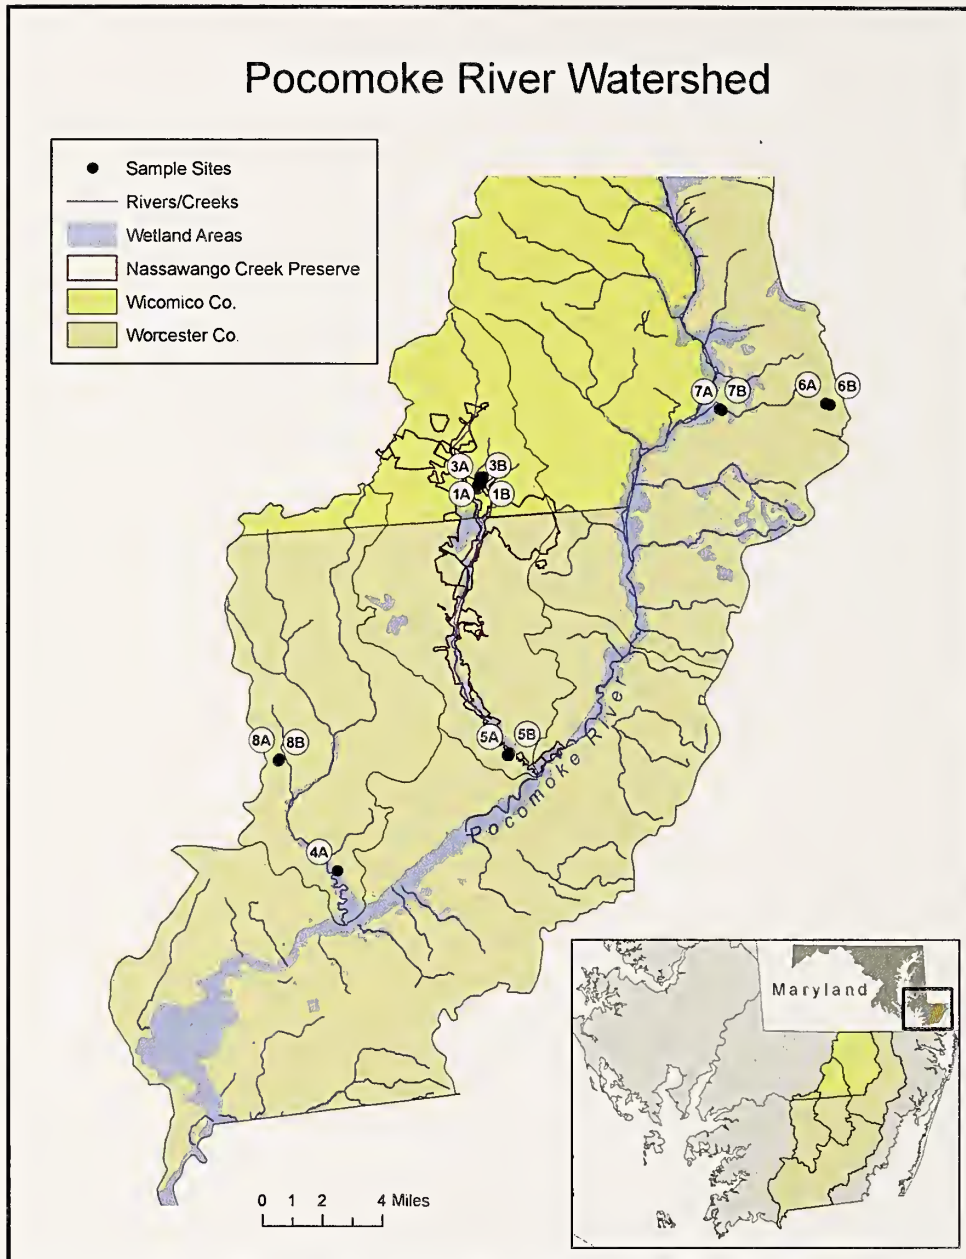 Pocomoke River Watershed
Sample Sites
Rivers/Creeks
Wetland Areas
Nassawango Creek Preserve
Wicomico Co.
Worcester Co.
7A 7B
6A 6B
3A 3B
1A 1B
8A 8B
5A 5B
4A
Pocomoke River
Maryland
0 1 2 4 Miles